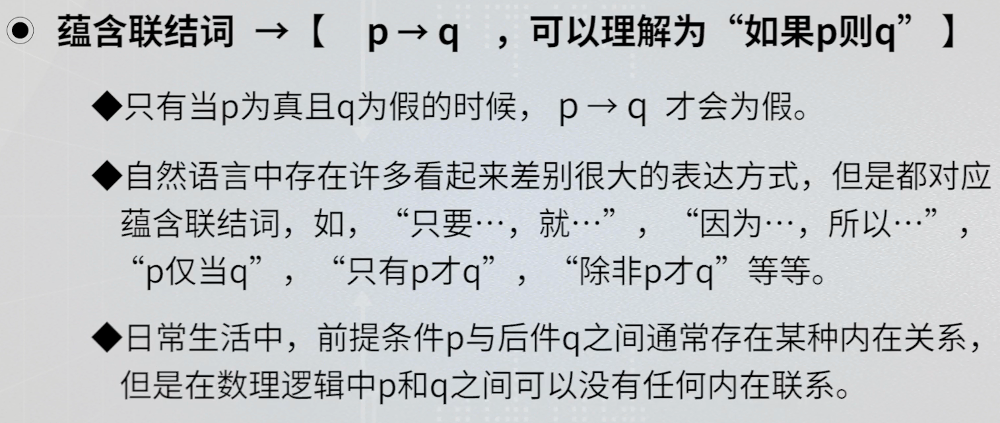 蕴含联结词 →【 p→q ，可以理解为“如果p则q” 】
◆只有当p为真且q为假的时候， p→q 才会为假。
◆自然语言中存在许多看起来差别很大的表达方式，但是都对应
蕴含联结词，如，“只要…，就…”，“因为…，所以…”，
“p仅当q”，“只有p才q”，“除非p才q”等等。
◆日常生活中，前提条件p与后件q之间通常存在某种内在关系，
但是在数理逻辑中p和q之间可以没有任何内在联系。